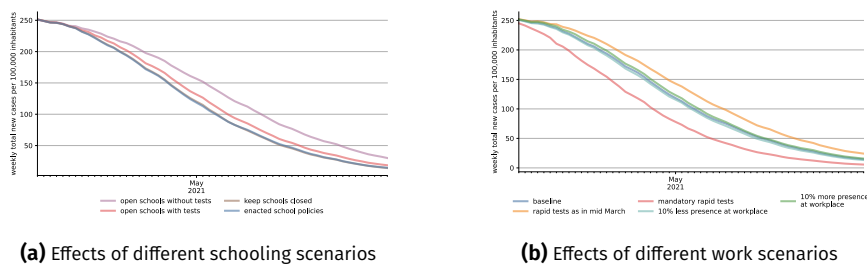 weekly total new cases per 100,000 inhabitants
250
200
150
100
50
May
2021
open schools without tests
open schools with tests
keep schools closed
enacted school policies
(a) Effects of different schooling scenarios
weekly total new cases per 100,000 inhabitants
250
200
150
100
50
0
May
2021
baseline
rapid tests as in mid March
mandatory rapid tests
10% less presence at workplace
10% more presence
at workplace
(b) Effects of different work scenarios